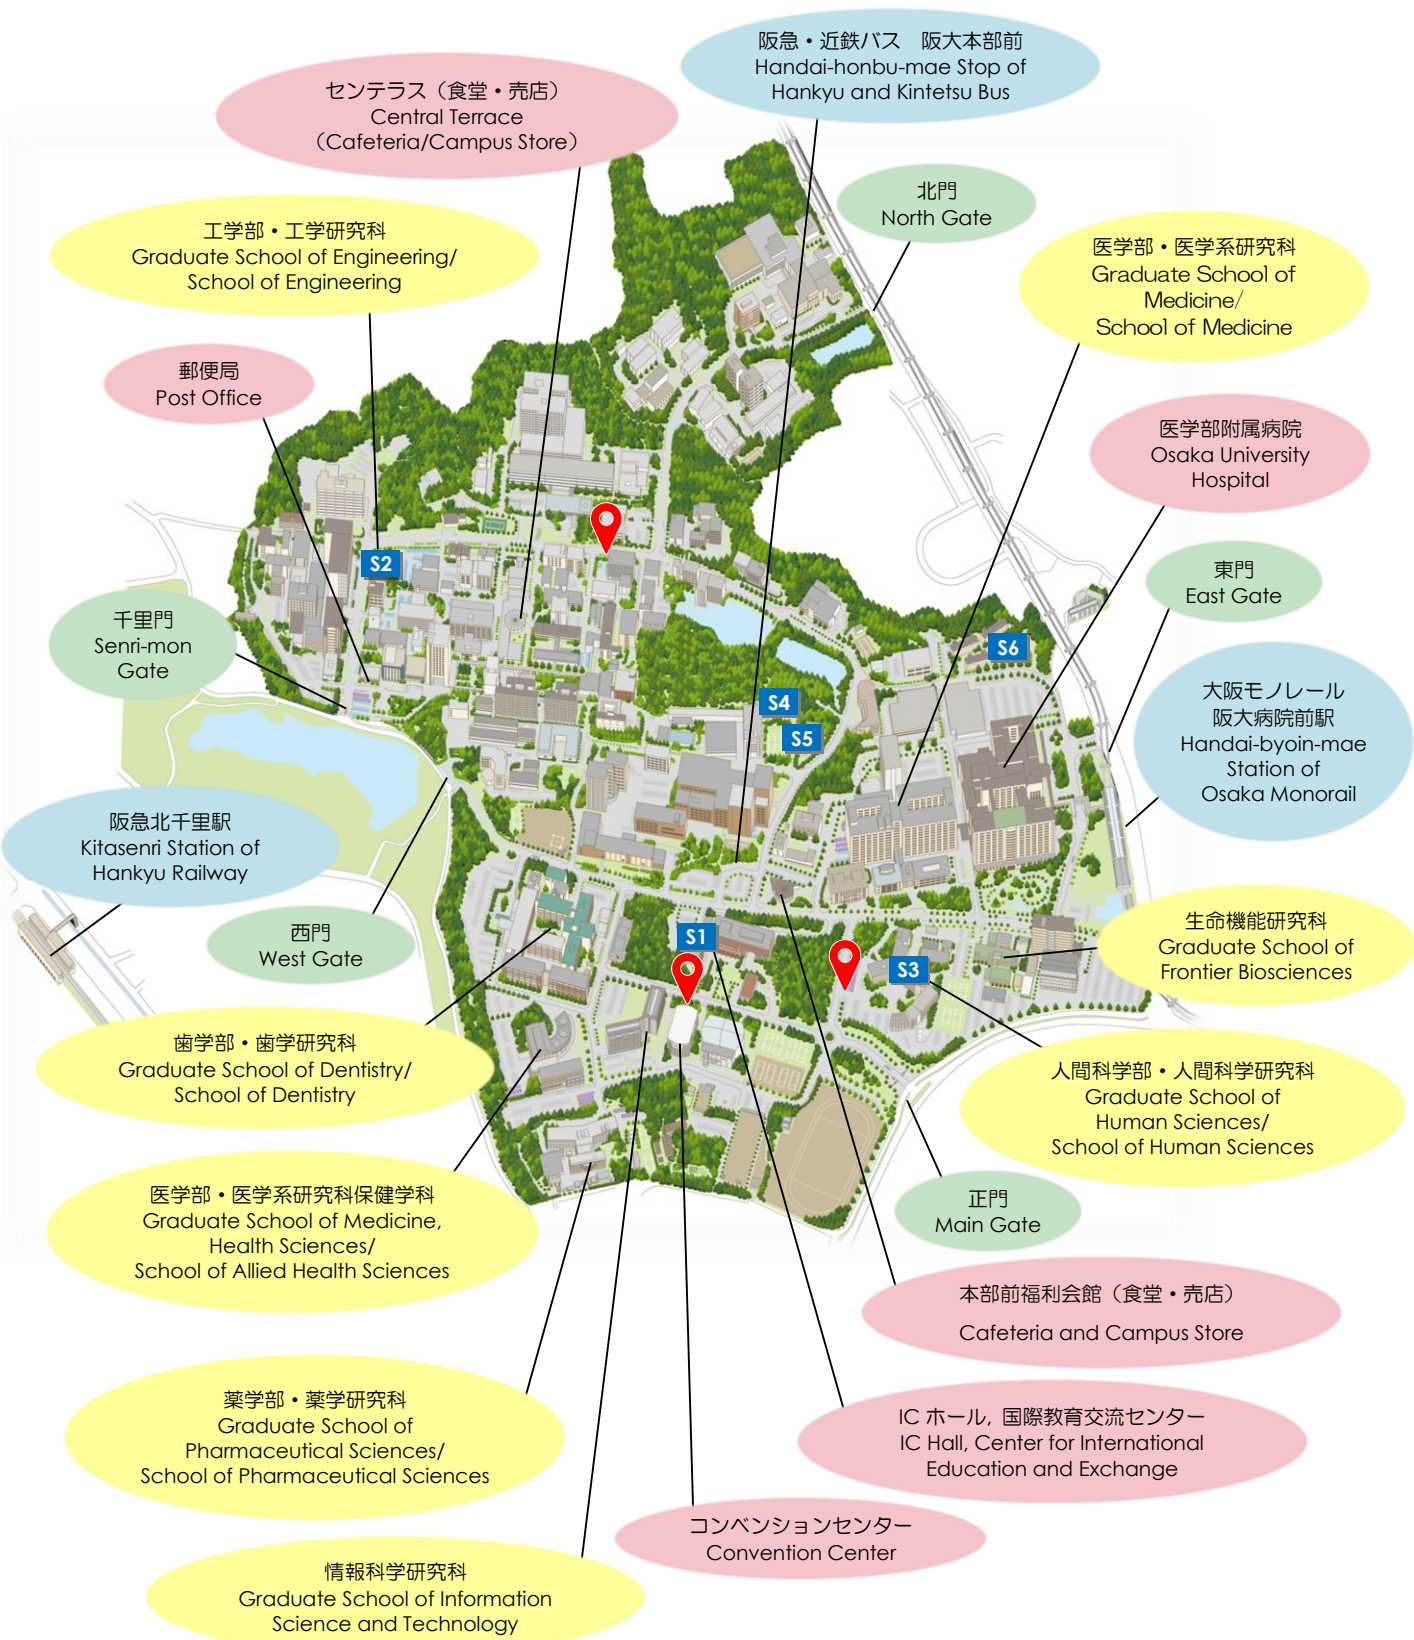 阪急・近鉄バス　阪大本部前
Handai-honbu-mae Stop of
Hankyu and Kintetsu Bus
センテラス（食堂・売店）
Central Terrace
（Cafeteria/Campus Store）
北門
North Gate
工学部・工学研究科
Graduate School of Engineering/
School of Engineering
医学部・医学系研究科
Graduate School of
Medicine/
School of Medicine
郵便局
Post Office
医学部附属病院
Osaka University
Hospital
S2
東門
East Gate
千里門
Senri-mon
Gate
S6
S4
S5
大阪モノレール
阪大病院前駅
Handai-byoin-mae
Station of
Osaka Monorail
阪急北千里駅
Kitasenri Station of
Hankyu Railway
西門
West Gate
S1
S3
生命機能研究科
Graduate School of
Frontier Biosciences
歯学部・歯学研究科
Graduate School of Dentistry/
School of Dentistry
人間科学部・人間科学研究科
Graduate School of
Human Sciences/
School of Human Sciences
医学部・医学系研究科保健学科
Graduate School of Medicine,
Health Sciences/
School of Allied Health Sciences
正門
Main Gate
本部前福利会館（食堂・売店）
Cafeteria and Campus Store
薬学部・薬学研究科
Graduate School of
Pharmaceutical Sciences/
School of Pharmaceutical Sciences
IC ホール, 国際教育交流センター
IC Hall, Center for International
Education and Exchange
コンベンションセンター
Convention Center
情報科学研究科
Graduate School of Information
Science and Technology